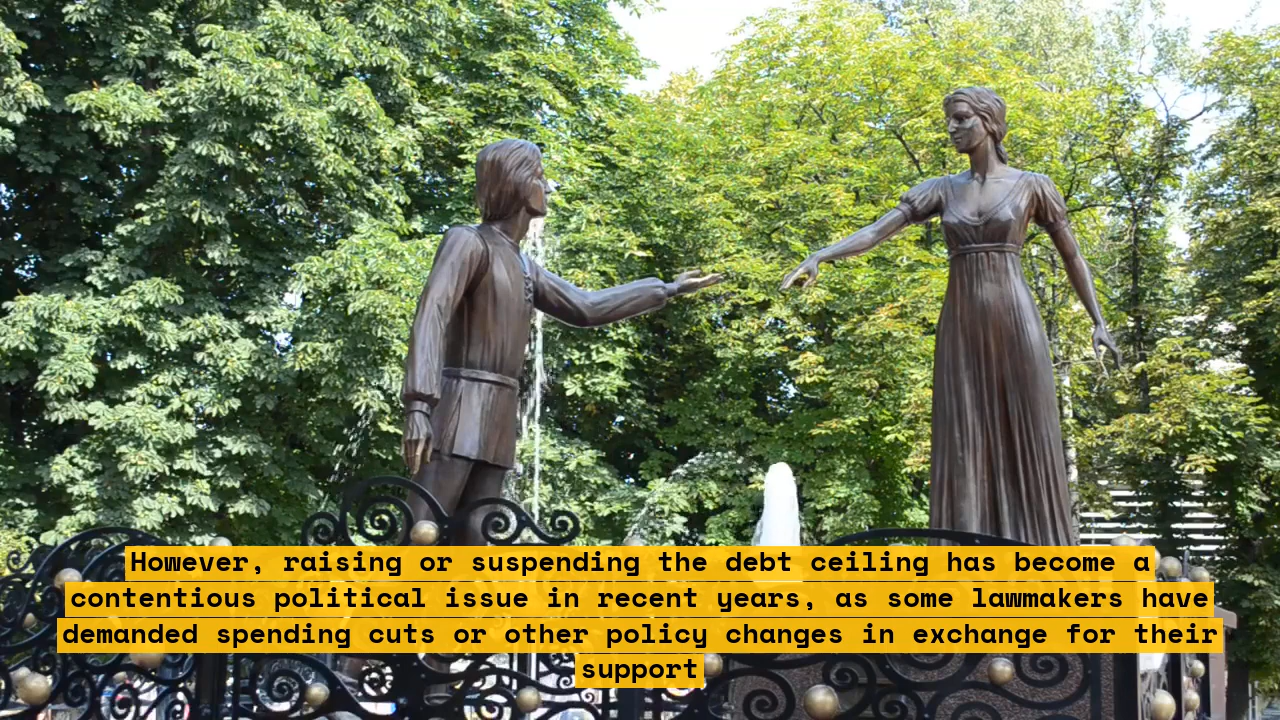 However, raising or suspending the debt ceiling has become a
contentious political issue in recent years, as some lawmakers have
demanded spending cuts or other policy changes in exchange for their
support